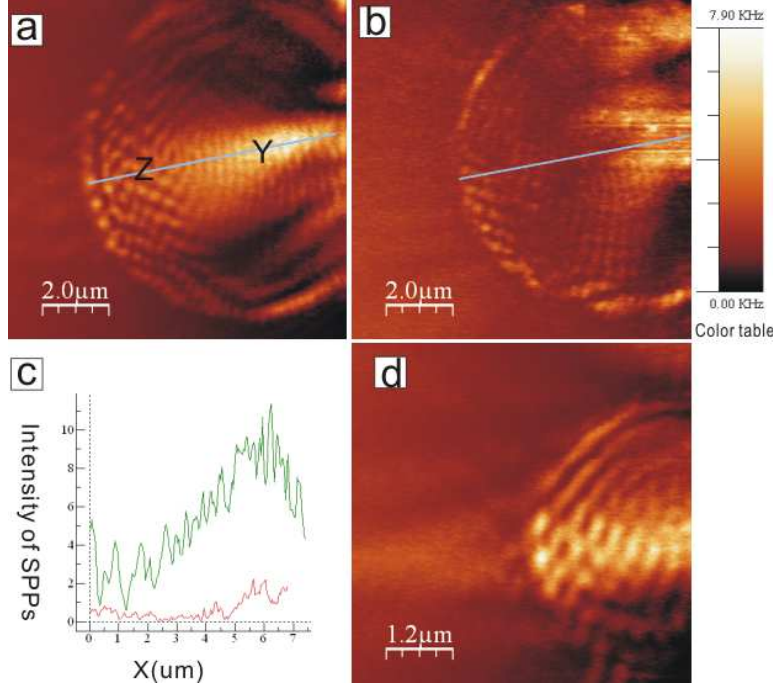 a
b
7.90 KHz
Z
Y
2.0µm
2.0µm
0.00 KHz
Color table
c
d
10
8
6
4
2
0
Intensity of SPPs
0 1 2 3 4 5 6 7
X(um)
1.2µm